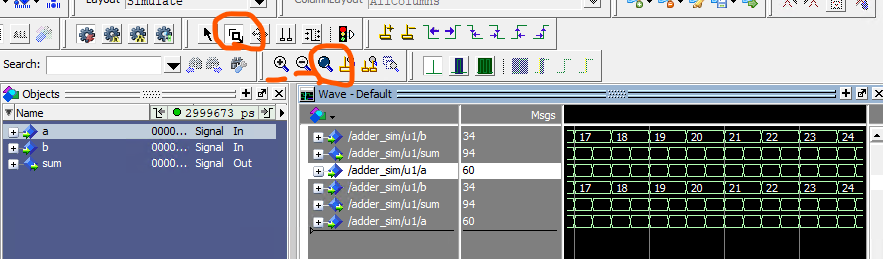 Layout Simulate
ColumnLayout AllColumns
ALL
Search:
Objects
Wave - Default
Name
2999673 ps
Msgs
a 0000... Signal In
b 0000... Signal In
sum 0000... Signal Out
/adder_sim/u1/b 34 17 18 19 20 21 22 23 24
/adder_sim/u1/sum 94
/adder_sim/u1/a 60
/adder_sim/u1/b 34 17 18 19 20 21 22 23 24
/adder_sim/u1/sum 94
/adder_sim/u1/a 60